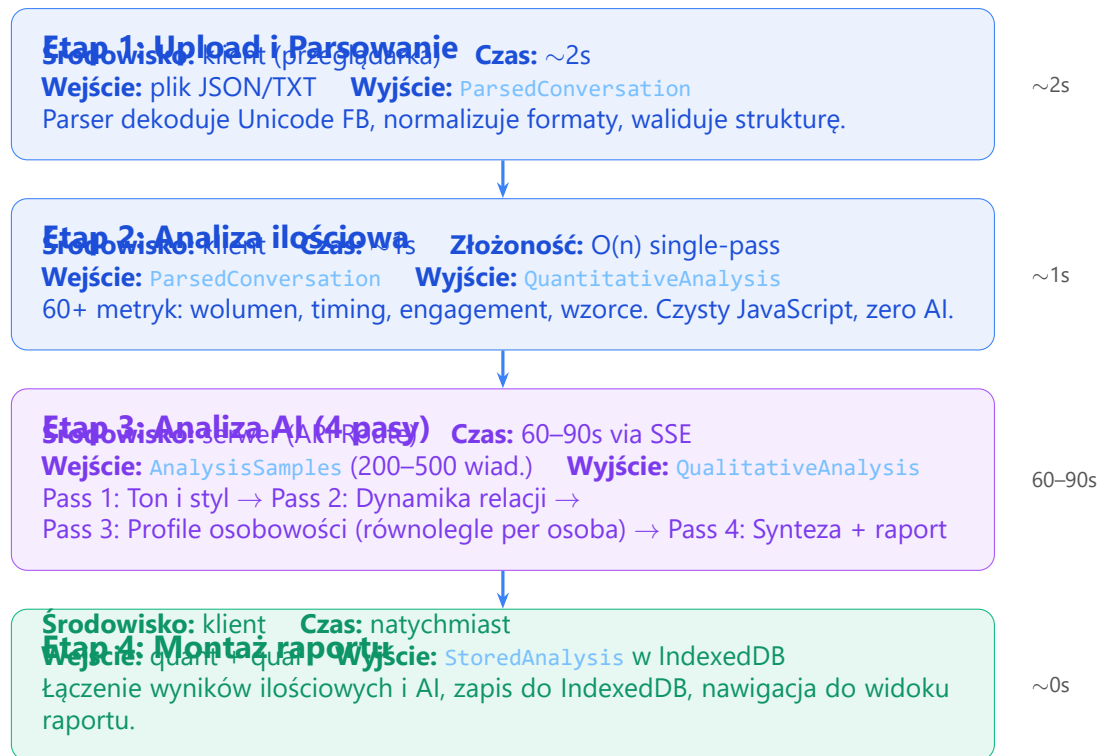 Etap 1: Upload i Parsowanie
Środowisko: klient (przeglądarka) Czas: ~2s
Wejście: plik JSON/TXT Wyjście: ParsedConversation
Parser dekoduje Unicode FB, normalizuje formaty, waliduje strukturę.
~2s
Etap 2: Analiza ilościowa
Środowisko: klient Czas: ~1s Złożoność: O(n) single-pass
Wejście: ParsedConversation Wyjście: QuantitativeAnalysis
60+ metryk: wolumen, timing, engagement, wzorce. Czysty JavaScript, zero AI.
~1s
Etap 3: Analiza AI (4 pasy)
Środowisko: serwer (API Route) Czas: 60–90s via SSE
Wejście: AnalysisSamples (200–500 wiad.) Wyjście: QualitativeAnalysis
Pass 1: Ton i styl → Pass 2: Dynamika relacji →
Pass 3: Profile osobowości (równolegle per osoba) → Pass 4: Synteza + raport
60–90s
Środowisko: klient Czas: natychmiast
Etap 4: Montaż raportu
Wejście: quant + qual Wyjście: StoredAnalysis w IndexedDB
Łączenie wyników ilościowych i AI, zapis do IndexedDB, nawigacja do widoku
raportu.
~0s